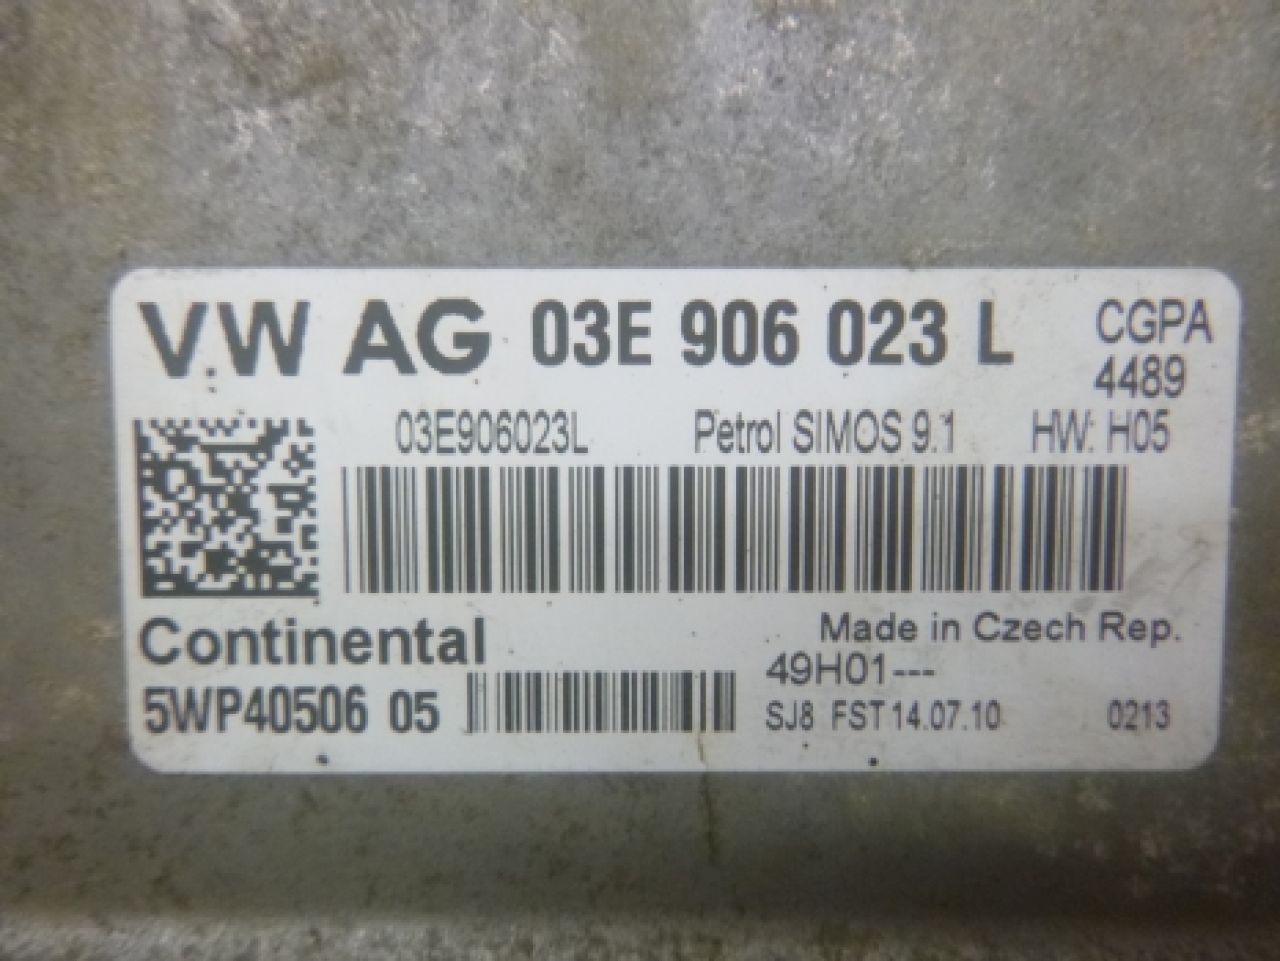 VW AG 03E 906 023 L CGPA
4489
03E906023L Petrol SIMOS 9.1 HW: H05
Continental Made in Czech Rep.
49H01---
5WP40506 05 SJ8 FST 14.07.10 0213